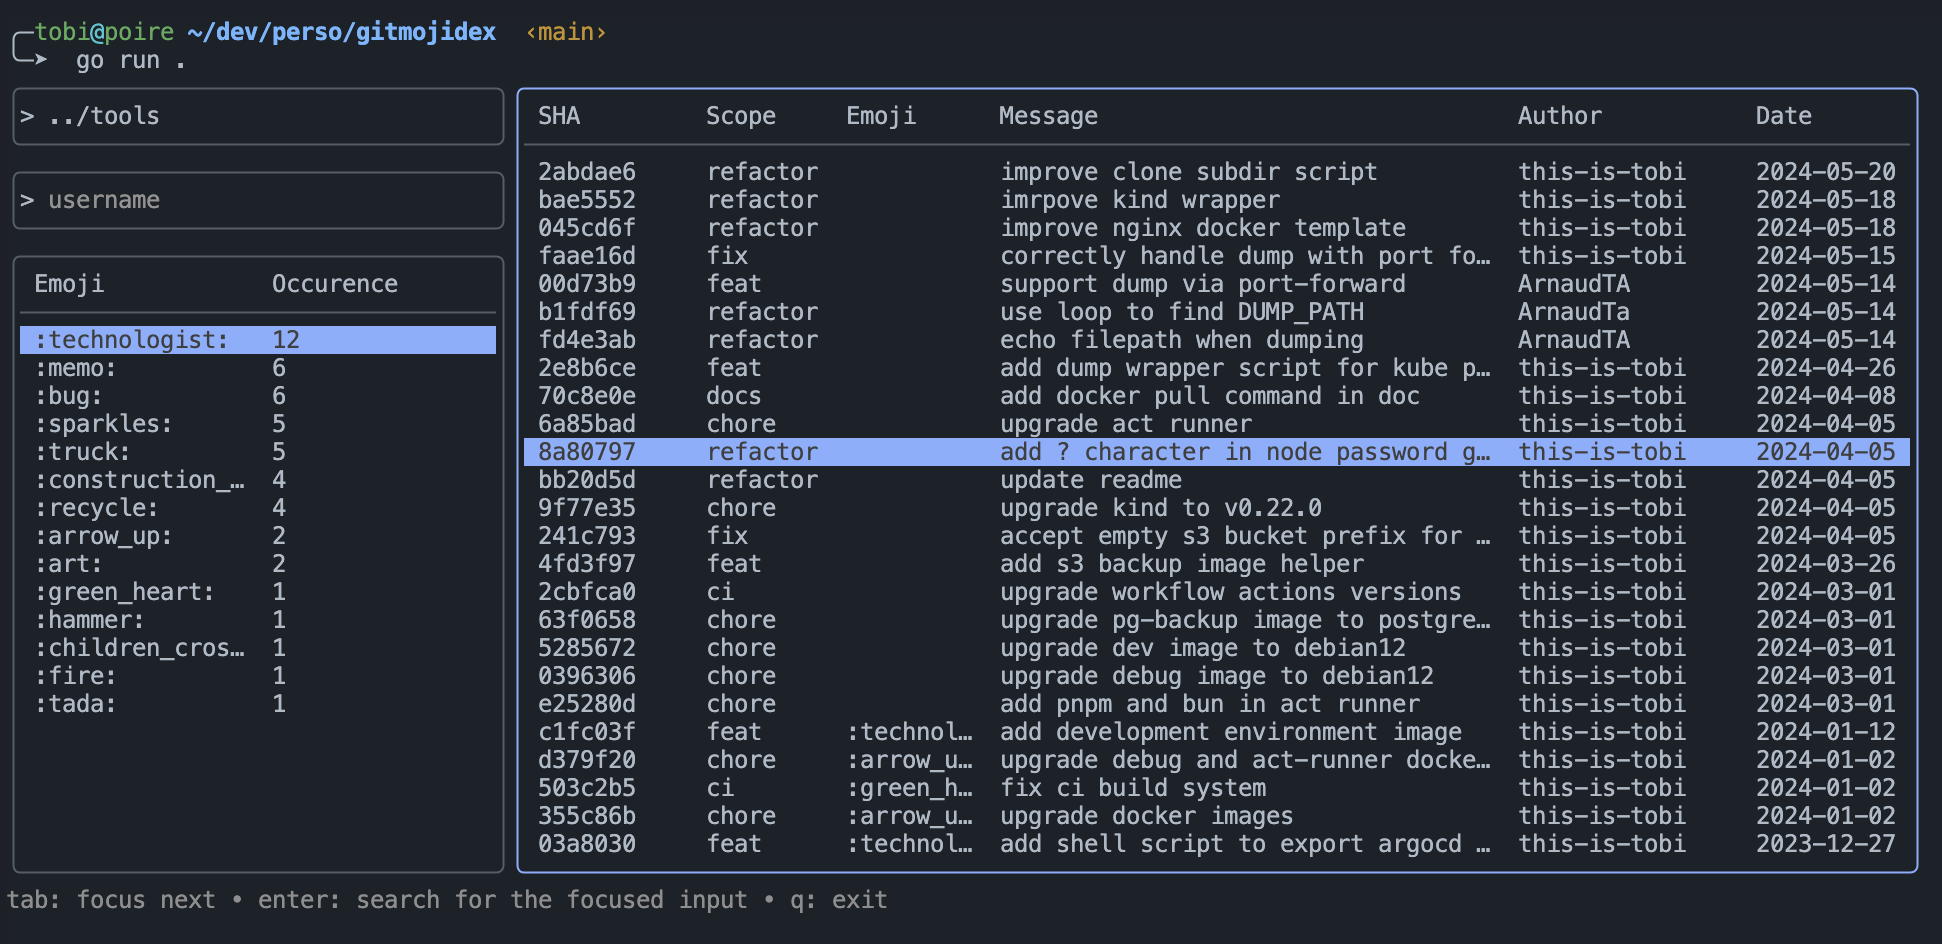 tobi@poire ~/dev/perso/gitmojidex ‹main›
go run .
> ../tools
> username
Emoji Occurence
:technologist: 12
:memo: 6
:bug: 6
:sparkles: 5
:truck: 5
:construction_… 4
:recycle: 4
:arrow_up: 2
:art: 2
:green_heart: 1
:hammer: 1
:children_cros… 1
:fire: 1
:tada: 1
SHA Scope Emoji Message Author Date
2abdae6 refactor improve clone subdir script this-is-tobi 2024-05-20
bae5552 refactor imrpove kind wrapper this-is-tobi 2024-05-18
045cd6f refactor improve nginx docker template this-is-tobi 2024-05-18
faae16d fix correctly handle dump with port fo… this-is-tobi 2024-05-15
00d73b9 feat support dump via port-forward ArnaudTA 2024-05-14
b1fdf69 refactor use loop to find DUMP_PATH ArnaudTa 2024-05-14
fd4e3ab refactor echo filepath when dumping ArnaudTA 2024-05-14
2e8b6ce feat add dump wrapper script for kube p… this-is-tobi 2024-04-26
70c8e0e docs add docker pull command in doc this-is-tobi 2024-04-08
6a85bad chore upgrade act runner this-is-tobi 2024-04-05
8a80797 refactor add ? character in node password g… this-is-tobi 2024-04-05
bb20d5d refactor update readme this-is-tobi 2024-04-05
9f77e35 chore upgrade kind to v0.22.0 this-is-tobi 2024-04-05
241c793 fix accept empty s3 bucket prefix for … this-is-tobi 2024-04-05
4fd3f97 feat add s3 backup image helper this-is-tobi 2024-03-26
2cbfca0 ci upgrade workflow actions versions this-is-tobi 2024-03-01
63f0658 chore upgrade pg-backup image to postgre… this-is-tobi 2024-03-01
5285672 chore upgrade dev image to debian12 this-is-tobi 2024-03-01
0396306 chore upgrade debug image to debian12 this-is-tobi 2024-03-01
e25280d chore add pnpm and bun in act runner this-is-tobi 2024-03-01
c1fc03f feat :technol… add development environment image this-is-tobi 2024-01-12
d379f20 chore :arrow_u… upgrade debug and act-runner docke… this-is-tobi 2024-01-02
503c2b5 ci :green_h… fix ci build system this-is-tobi 2024-01-02
355c86b chore :arrow_u… upgrade docker images this-is-tobi 2024-01-02
03a8030 feat :technol… add shell script to export argocd … this-is-tobi 2023-12-27
tab: focus next • enter: search for the focused input • q: exit